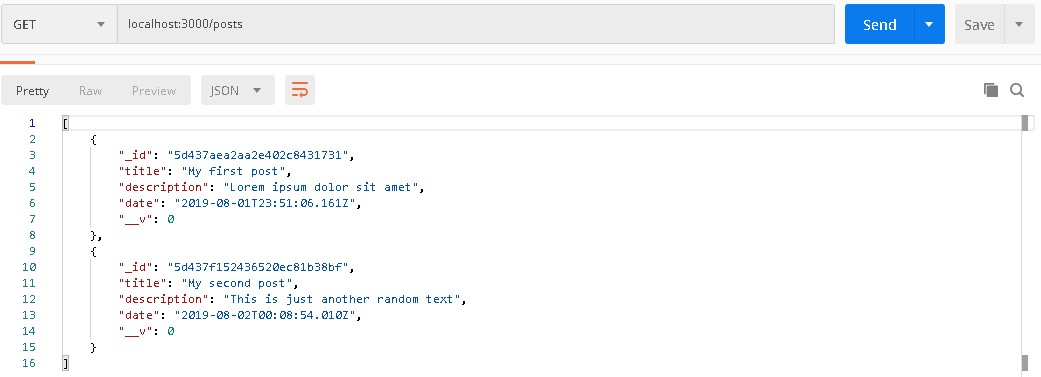 GET localhost:3000/posts Send Save
Pretty Raw Preview JSON
1 [
2 {
3 "_id": "5d437aea2aa2e402c8431731",
4 "title": "My first post",
5 "description": "Lorem ipsum dolor sit amet",
6 "date": "2019-08-01T23:51:06.161Z",
7 "__v": 0
8 },
9 {
10 "_id": "5d437f152436520ec81b38bf",
11 "title": "My second post",
12 "description": "This is just another random text",
13 "date": "2019-08-02T00:08:54.010Z",
14 "__v": 0
15 }
16 ]